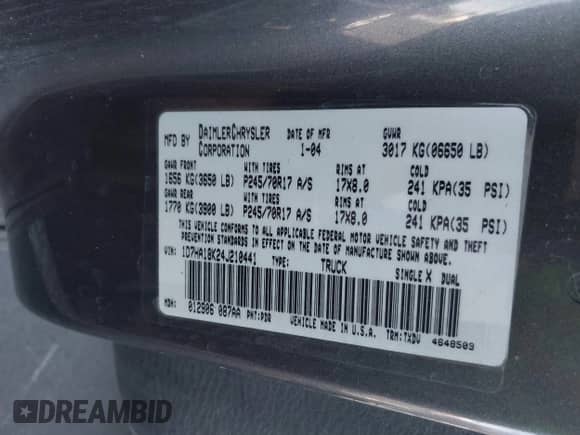 MFD BY DAIMLERCHRYSLER CORPORATION DATE OF MFR 1-04 GVWR 3017 KG(06650 LB)
GAWR FRONT WITH TIRES RIMS AT COLD
1656 KG(3650 LB) P245/70R17 A/S 17X8.0 241 KPA(35 PSI)
GAWR REAR WITH TIRES RIMS AT COLD
1770 KG(3900 LB) P245/70R17 A/S 17X8.0 241 KPA(35 PSI)
THIS VEHICLE CONFORMS TO ALL APPLICABLE FEDERAL MOTOR VEHICLE SAFETY AND THEFT
PREVENTION STANDARDS IN EFFECT ON THE DATE OF MANUFACTURE SHOWN ABOVE.
VIN: 1D7HA18K24J210441 TYPE: TRUCK SINGLE X DUAL
MDH: 012906 087AA PNT:PDR VEHICLE MADE IN U.S.A. TRM:TXDV 4648509
DREAMBID